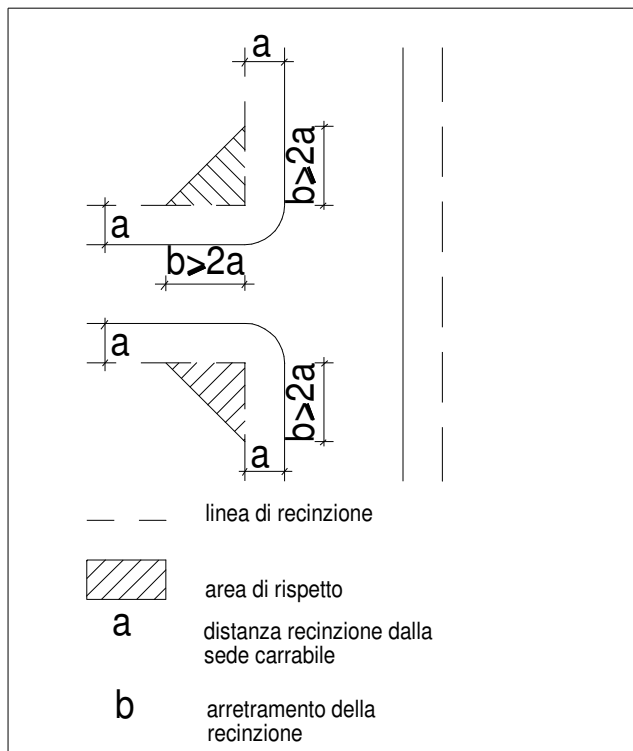 a
b⩾2a
a
b⩾2a
a
b⩾2a
a
linea di recinzione
area di rispetto
a
distanza recinzione dalla
sede carrabile
b
arretramento della
recinzione